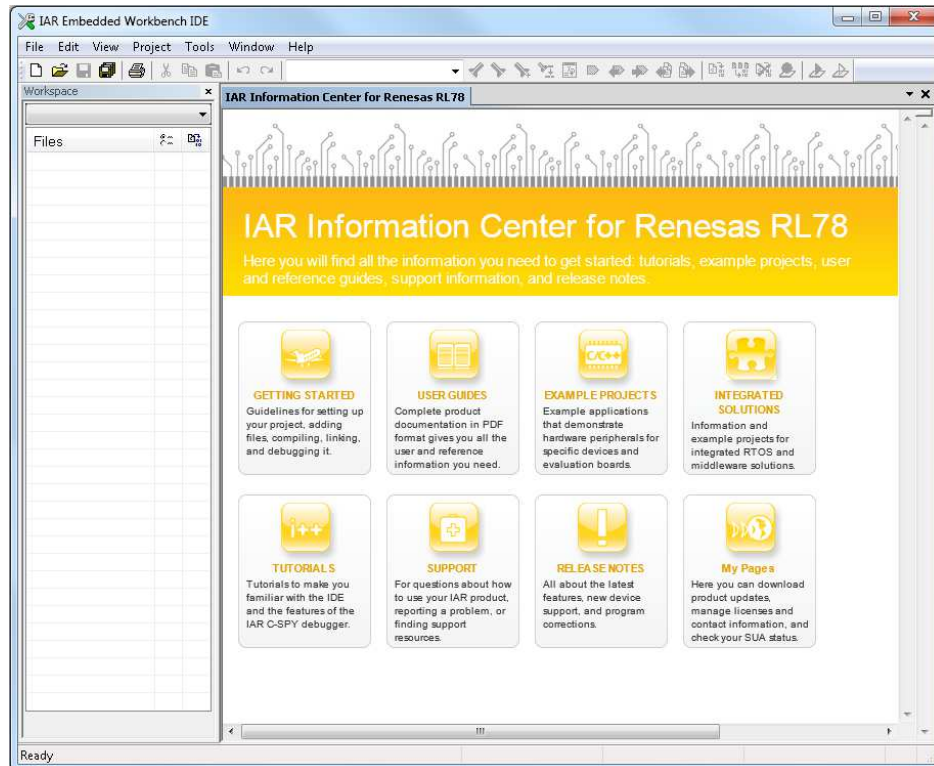 IAR Embedded Workbench IDE
File Edit View Project Tools Window Help
Workspace
IAR Information Center for Renesas RL78
Files
IAR Information Center for Renesas RL78
Here you will find all the information you need to get started: tutorials, example projects, user
and reference guides, support information, and release notes.
GETTING STARTED
Guidelines for setting up
your project, adding
files, compiling, linking,
and debugging it.
USER GUIDES
Complete product
documentation in PDF
format gives you all the
user and reference
information you need.
C/C++
EXAMPLE PROJECTS
Example applications
that demonstrate
hardware peripherals for
specific devices and
evaluation boards.
INTEGRATED
SOLUTIONS
Information and
example projects for
integrated RTOS and
middleware solutions.
i++
TUTORIALS
Tutorials to make you
familiar with the IDE
and the features of the
IAR C-SPY debugger.
SUPPORT
For questions about how
to use your IAR product,
reporting a problem, or
finding support
resources.
!
RELEASE NOTES
All about the latest
features, new device
support, and program
corrections.
My Pages
Here you can download
product updates,
manage licenses and
contact information, and
check your SUA status.
Ready